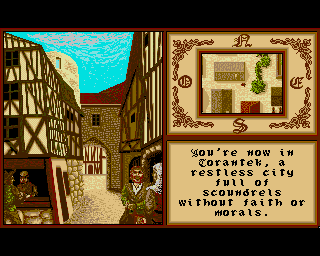 N
O E
S
You're now in
Torantek, a
restless city
full of
scoundrels
without faith or
morals.